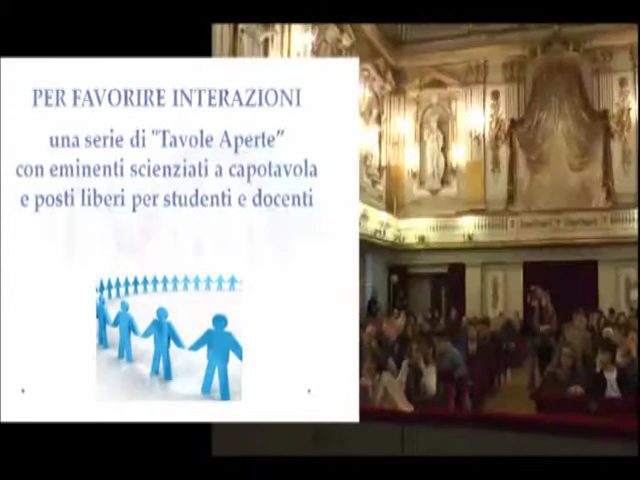 PER FAVORIRE INTERAZIONI
una serie di "Tavole Aperte”
con eminenti scienziati a capotavola
e posti liberi per studenti e docenti